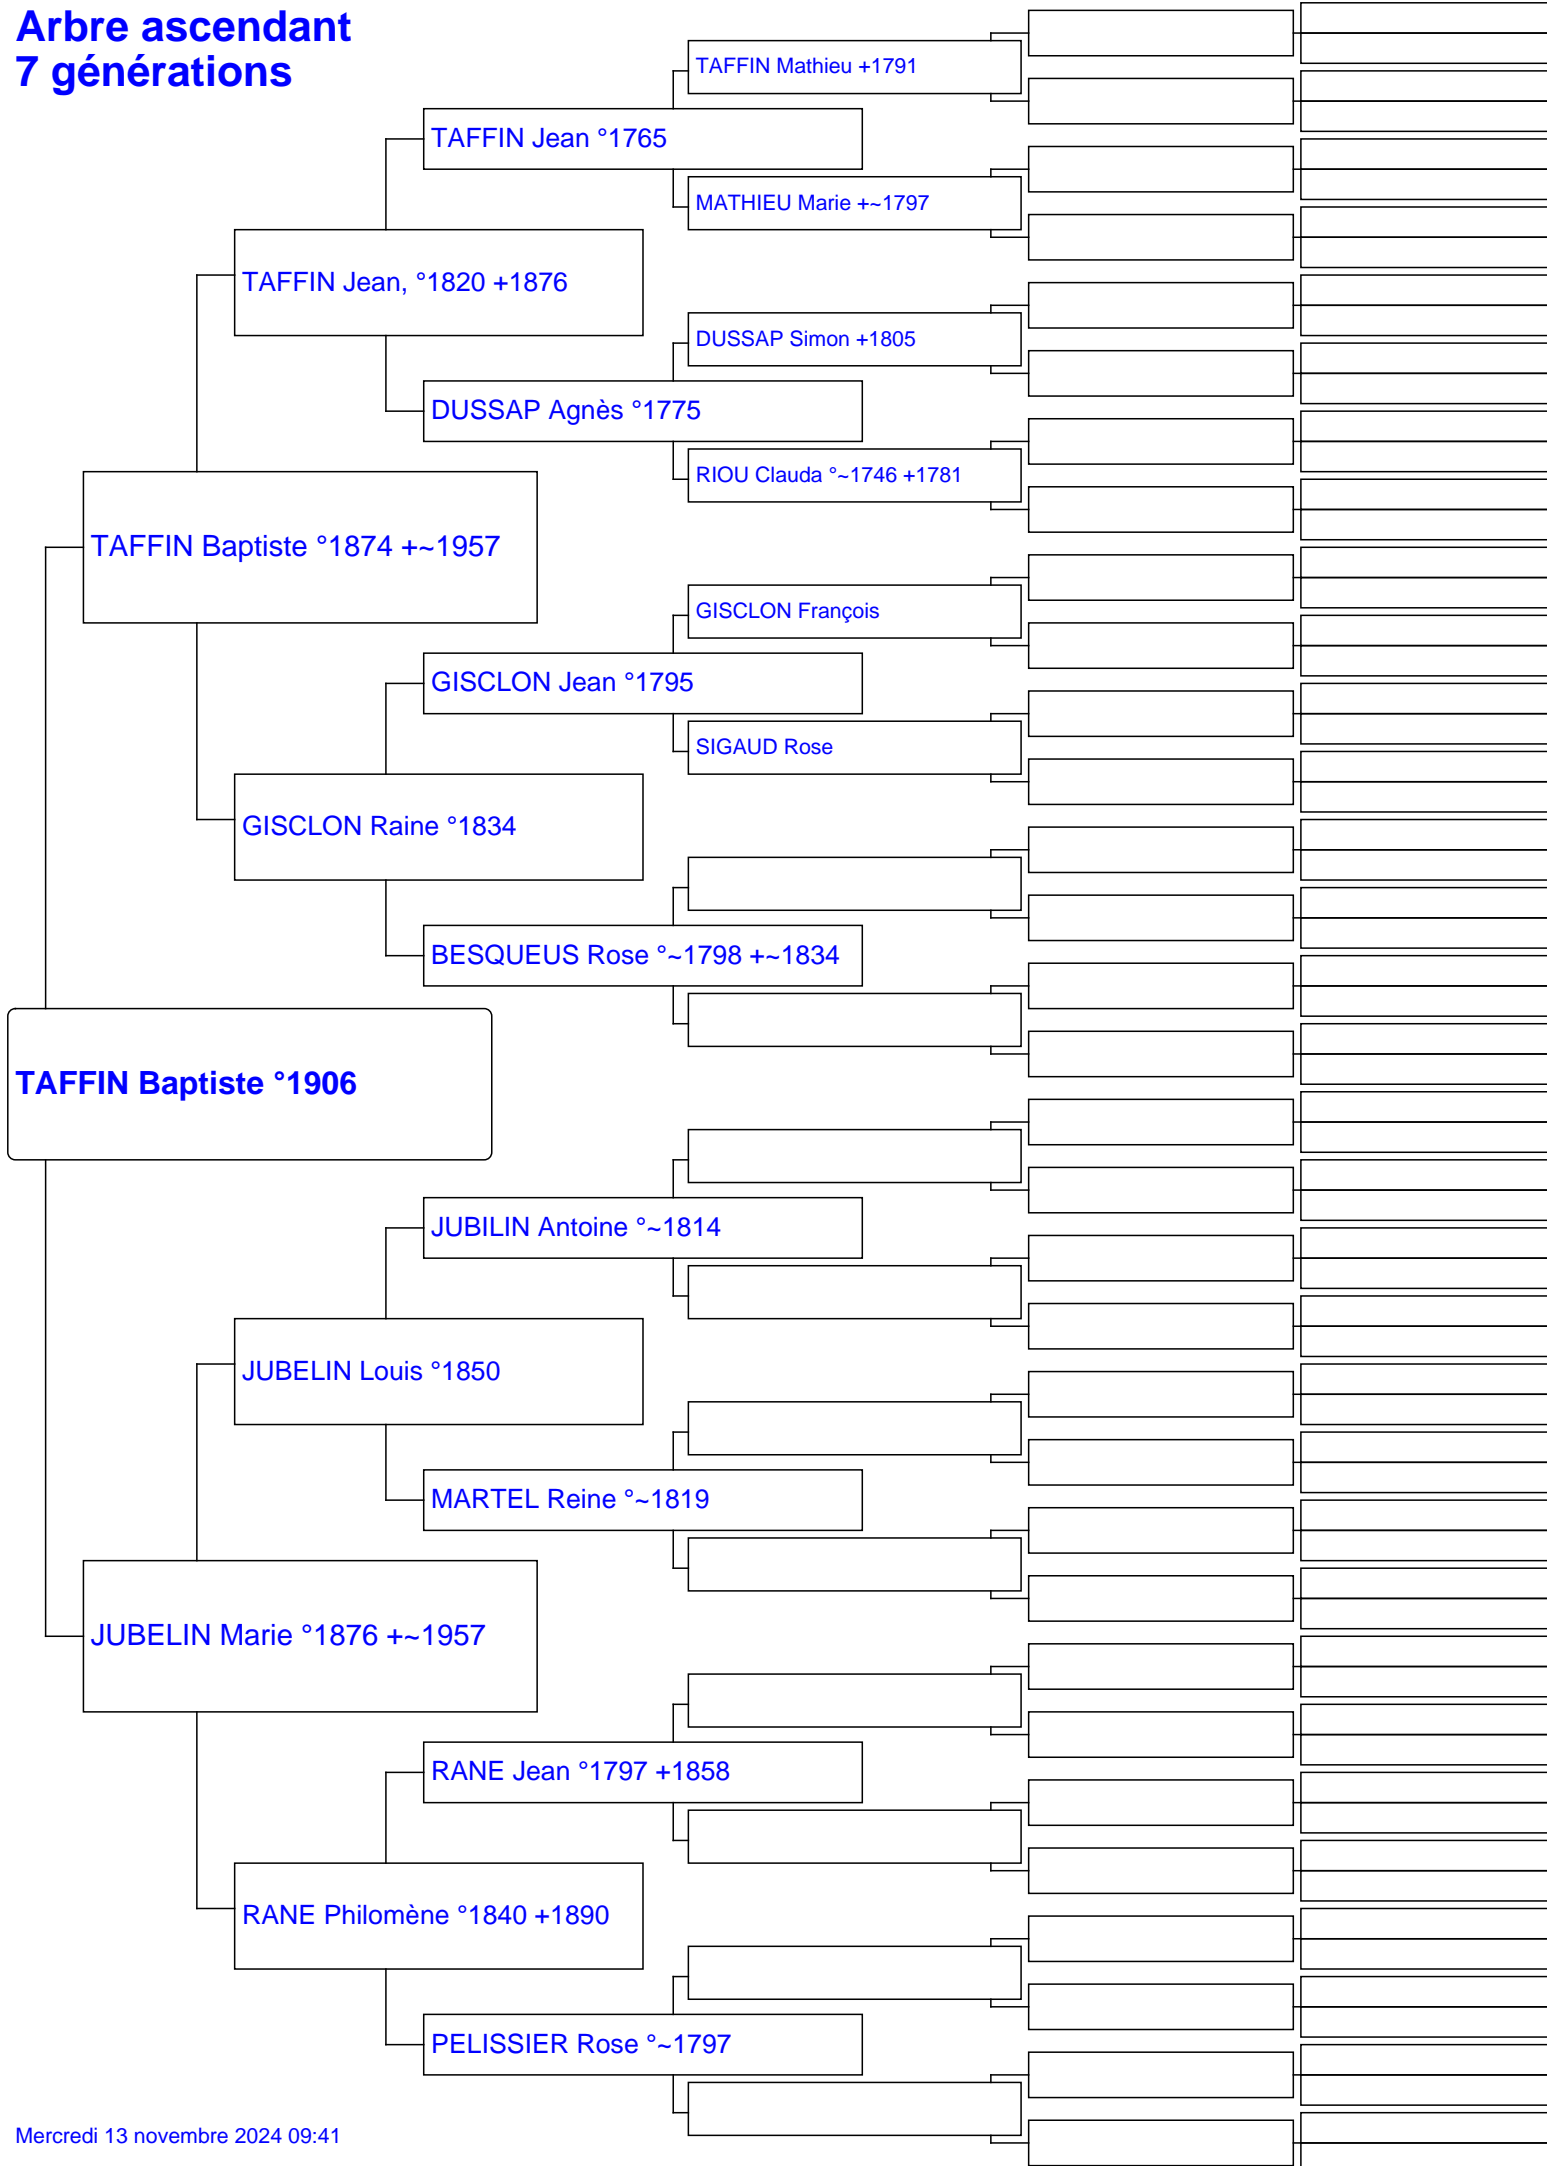 Arbre ascendant
7 générations
TAFFIN Mathieu +1791
TAFFIN Jean °1765
MATHIEU Marie +~1797
TAFFIN Jean, °1820 +1876
DUSSAP Simon +1805
DUSSAP Agnès °1775
RIOU Clauda °~1746 +1781
TAFFIN Baptiste °1874 +~1957
GISCLON François
GISCLON Jean °1795
SIGAUD Rose
GISCLON Raine °1834
BESQUEUS Rose °~1798 +~1834
TAFFIN Baptiste °1906
JUBILIN Antoine °~1814
JUBELIN Louis °1850
MARTEL Reine °~1819
JUBELIN Marie °1876 +~1957
RANE Jean °1797 +1858
RANE Philomène °1840 +1890
PELISSIER Rose °~1797
Mercredi 13 novembre 2024 09:41